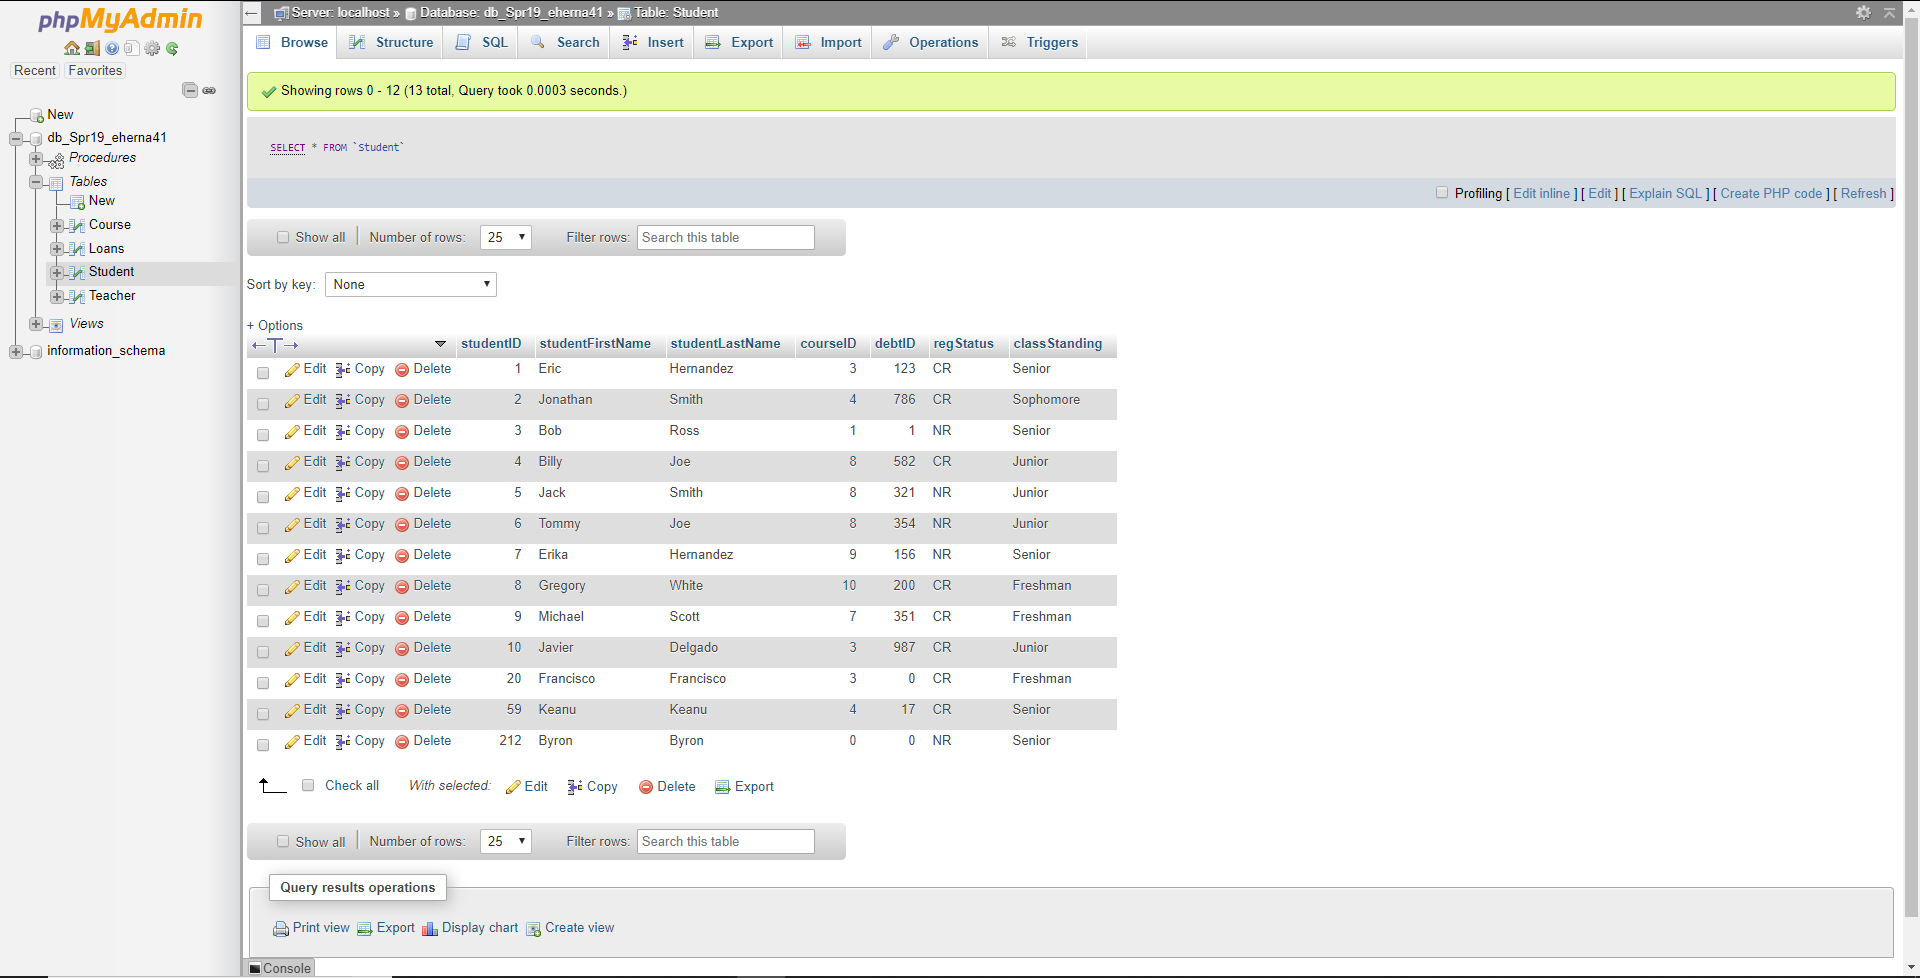 phpMyAdmin
Recent Favorites
New
db_Spr19_eherna41
Procedures
Tables
New
Course
Loans
Student
Teacher
Views
information_schema
Server: localhost » Database: db_Spr19_eherna41 » Table: Student
Browse Structure SQL Search Insert Export Import Operations Triggers
Showing rows 0 - 12 (13 total, Query took 0.0003 seconds.)
SELECT * FROM `Student`
Profiling [ Edit inline ] [ Edit ] [ Explain SQL ] [ Create PHP code ] [ Refresh ]
Show all Number of rows: 25 Filter rows: Search this table
Sort by key: None
+ Options
←T→ studentID studentFirstName studentLastName courseID debtID regStatus classStanding
Edit Copy Delete 1 Eric Hernandez 3 123 CR Senior
Edit Copy Delete 2 Jonathan Smith 4 786 CR Sophomore
Edit Copy Delete 3 Bob Ross 1 1 NR Senior
Edit Copy Delete 4 Billy Joe 8 582 CR Junior
Edit Copy Delete 5 Jack Smith 8 321 NR Junior
Edit Copy Delete 6 Tommy Joe 8 354 NR Junior
Edit Copy Delete 7 Erika Hernandez 9 156 NR Senior
Edit Copy Delete 8 Gregory White 10 200 CR Freshman
Edit Copy Delete 9 Michael Scott 7 351 CR Freshman
Edit Copy Delete 10 Javier Delgado 3 987 CR Junior
Edit Copy Delete 20 Francisco Francisco 3 0 CR Freshman
Edit Copy Delete 59 Keanu Keanu 4 17 CR Senior
Edit Copy Delete 212 Byron Byron 0 0 NR Senior
Check all With selected: Edit Copy Delete Export
Show all Number of rows: 25 Filter rows: Search this table
Query results operations
Print view Export Display chart Create view
Console